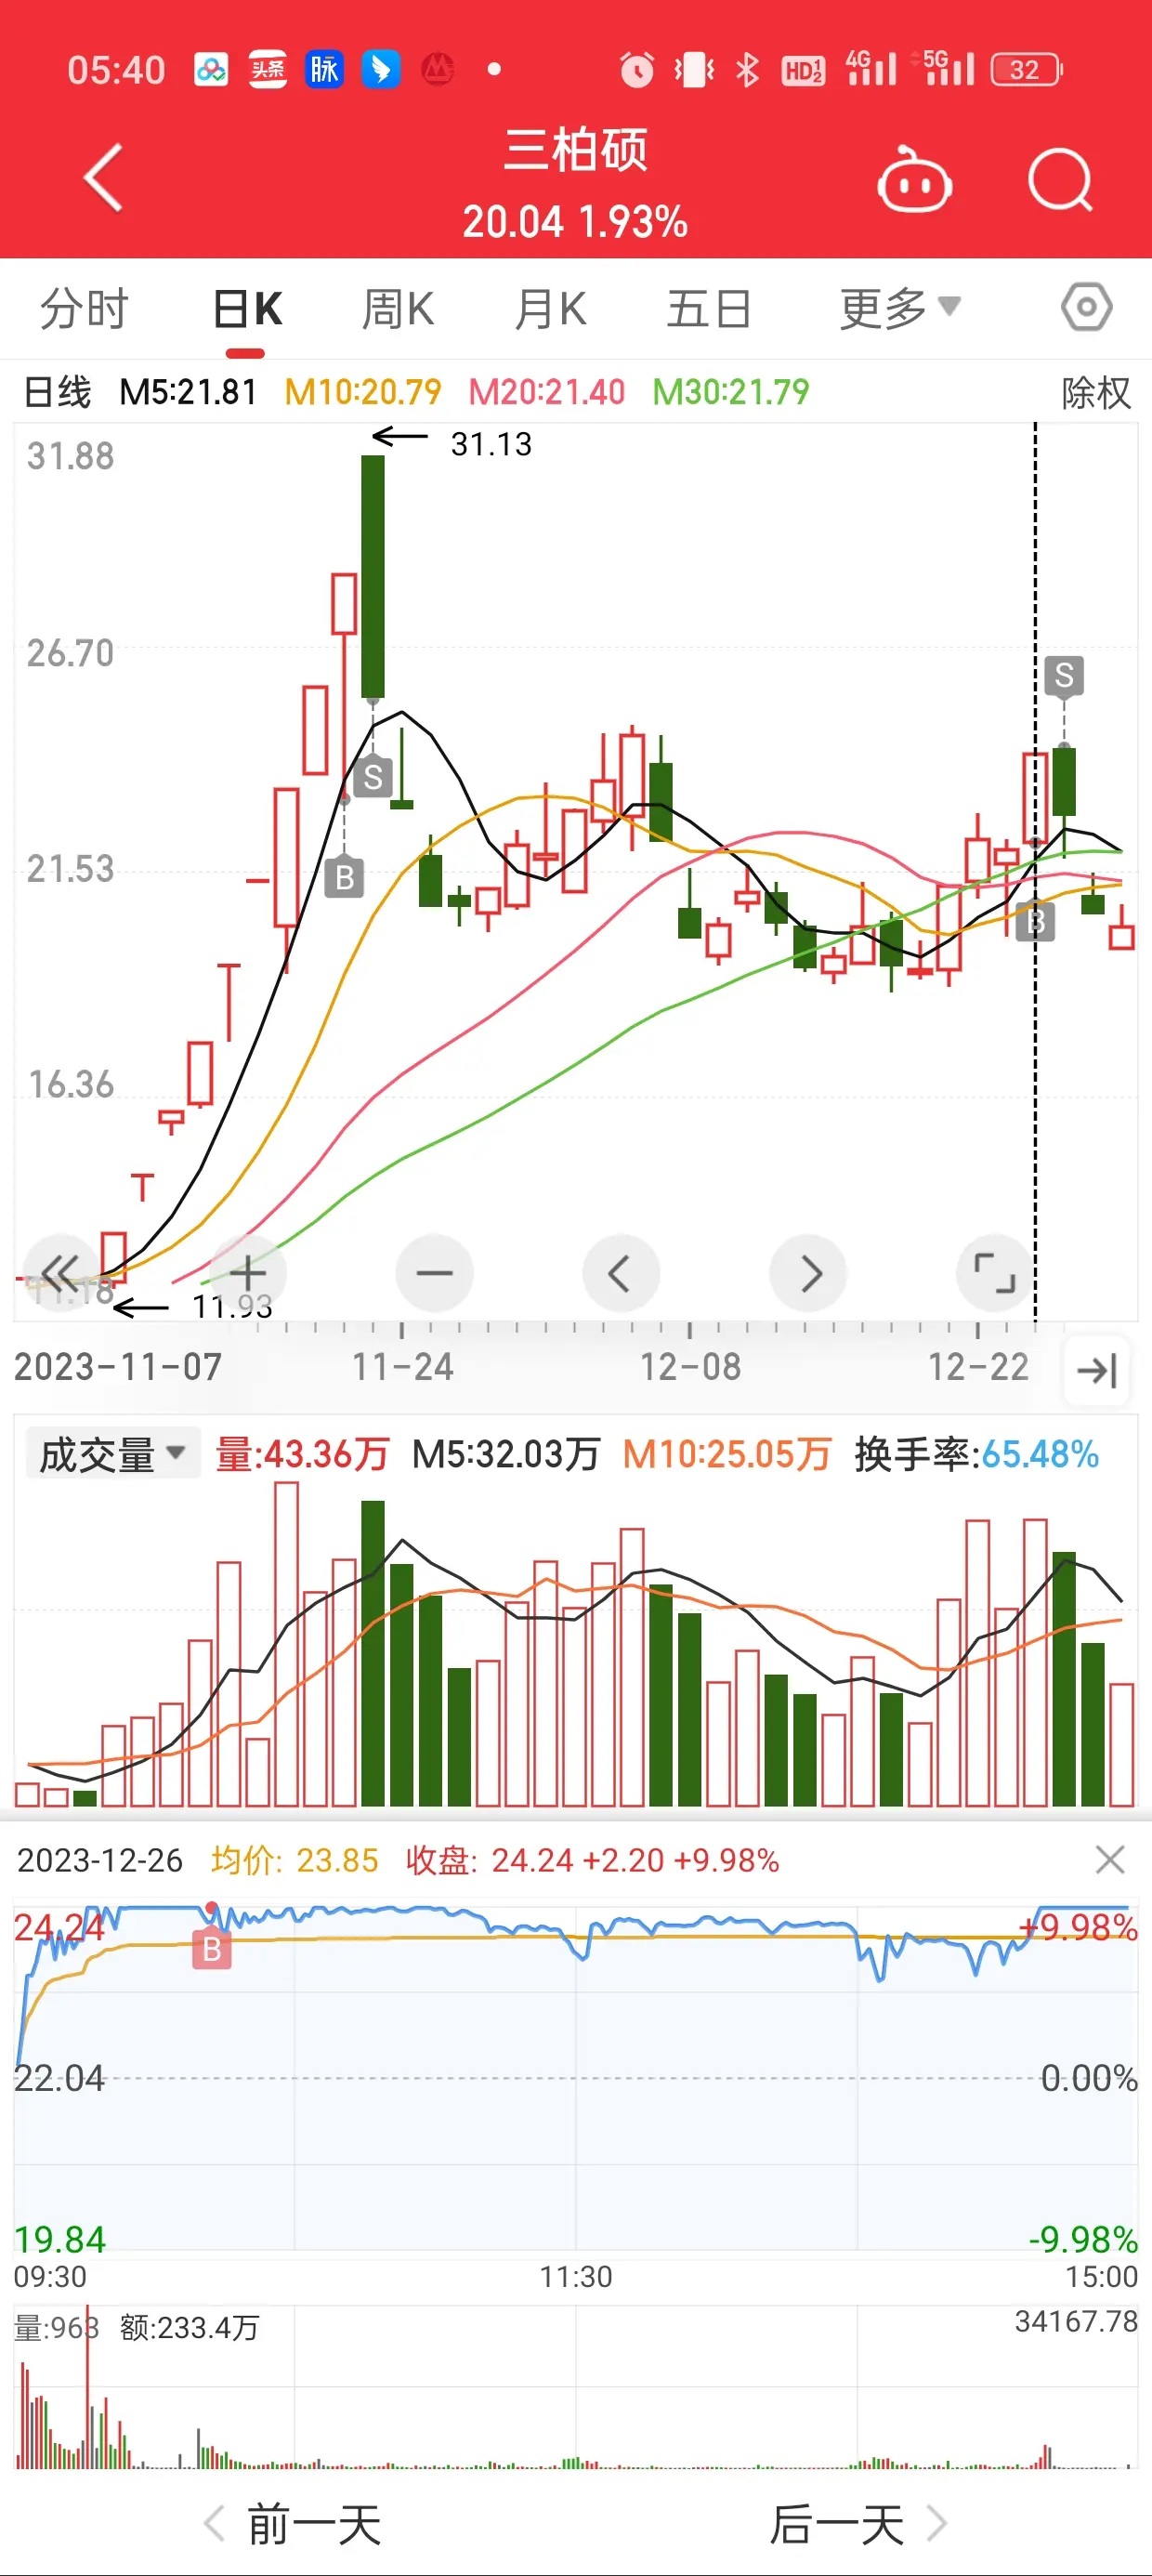 05:40 头条 脉 HD 1 2 4G 5G 32
三柏硕
20.04 1.93%
分时 日K 周K 月K 五日 更多
日线 M5:21.81 M10:20.79 M20:21.40 M30:21.79 除权
31.88
31.13
26.70
S
S
21.53
B
B
16.36
11.18
11.93
2023-11-07 11-24 12-08 12-22
成交量 量:43.36万 M5:32.03万 M10:25.05万 换手率:65.48%
2023-12-26 均价: 23.85 收盘: 24.24 +2.20 +9.98%
24.24 +9.98%
B
22.04 0.00%
19.84 -9.98%
09:30 11:30 15:00
量:963 额:233.4万 34167.78
前一天 后一天